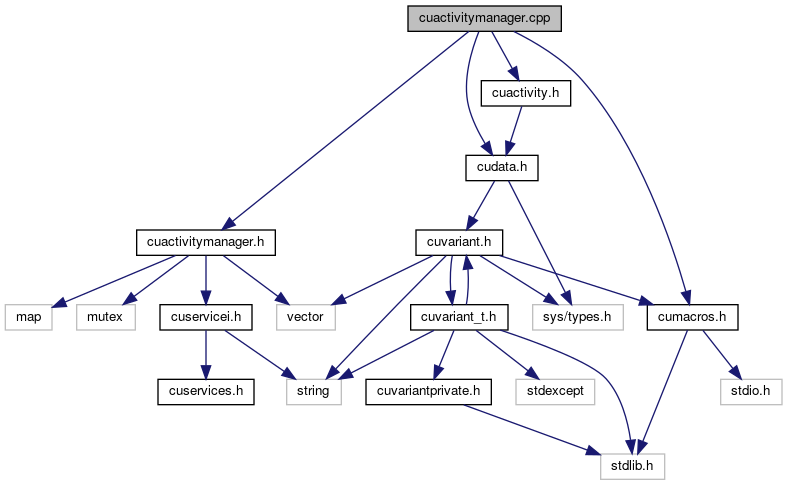 cuactivitymanager.cpp
cuactivity.h
cudata.h
cuactivitymanager.h
cuvariant.h
map
mutex
cuservicei.h
vector
cuvariant_t.h
sys/types.h
cumacros.h
cuservices.h
string
cuvariantprivate.h
stdexcept
stdio.h
stdlib.h